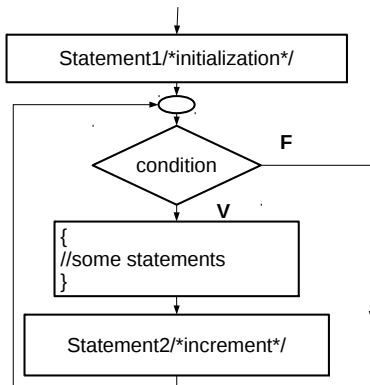 Statement1/*initialization*/
condition
F
V
{
//some statements
}
Statement2/*increment*/